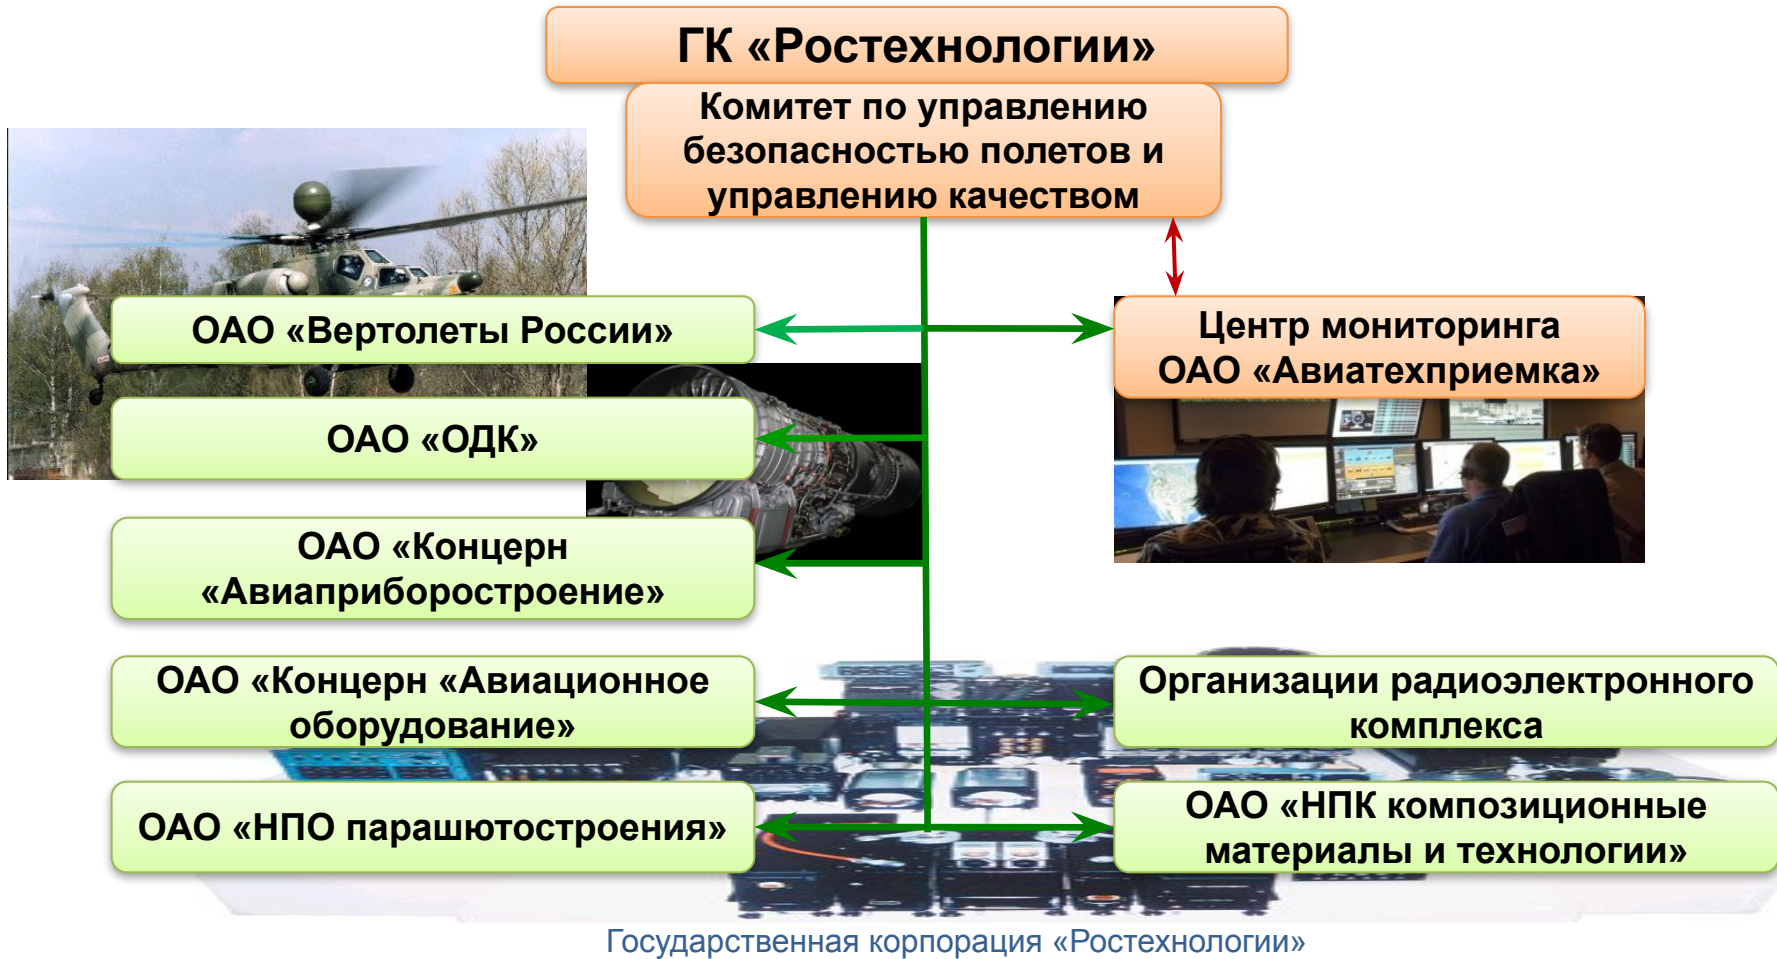 ГК «Ростехнологии»
Комитет по управлению
безопасностью полетов и
управлению качеством
ОАО «Вертолеты России»
Центр мониторинга
ОАО «Авиатехприемка»
ОАО «ОДК»
ОАО «Концерн
«Авиаприборостроение»
ОАО «Концерн «Авиационное
оборудование»
Организации радиоэлектронного
комплекса
ОАО «НПО парашютостроения»
ОАО «НПК композиционные
материалы и технологии»
Государственная корпорация «Ростехнологии»